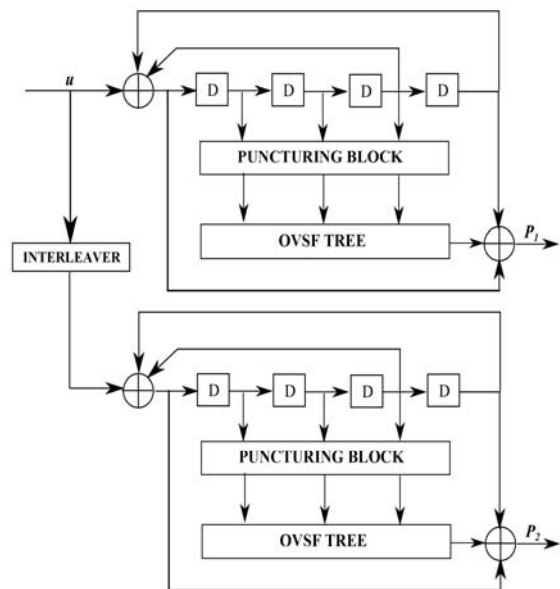 u
D D D D
PUNCTURING BLOCK
OVSF TREE
P1
INTERLEAVER
D D D D
PUNCTURING BLOCK
OVSF TREE
P2